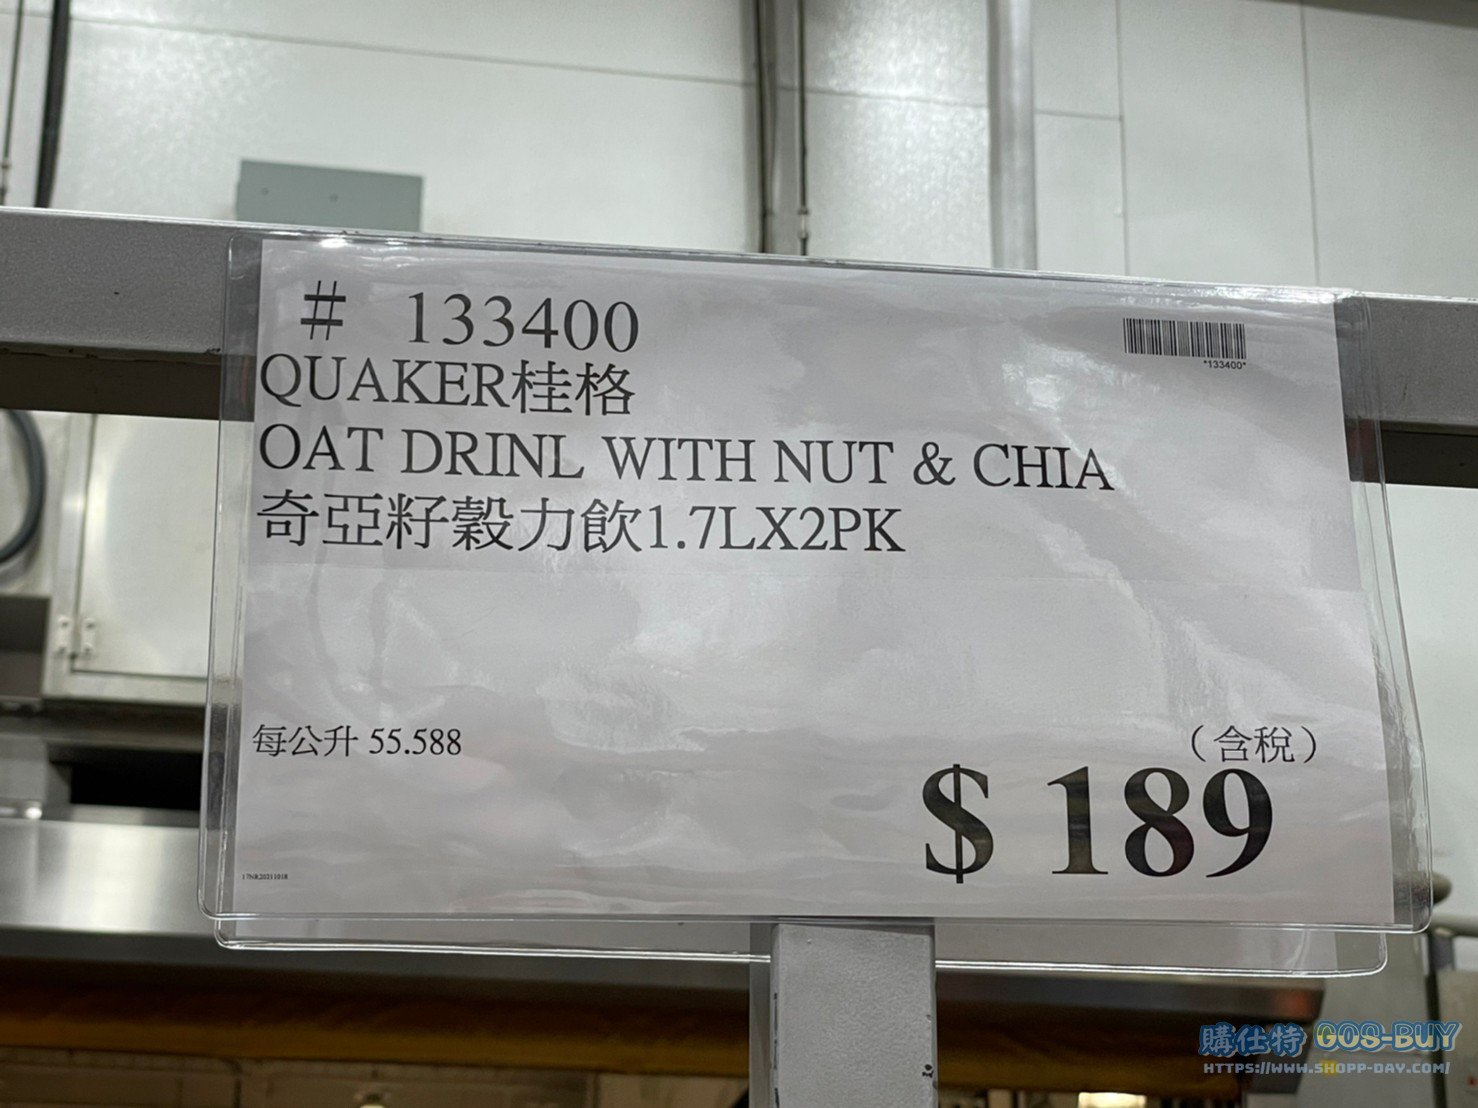 # 133400
*133400*
QUAKER桂格
OAT DRINL WITH NUT & CHIA
奇亞籽穀力飲1.7LX2PK
每公升 55.588
（含稅）
$ 189
17NR20211018
購仕特 GOS-BUY
HTTPS://WWW.SHOPP-DAY.COM/